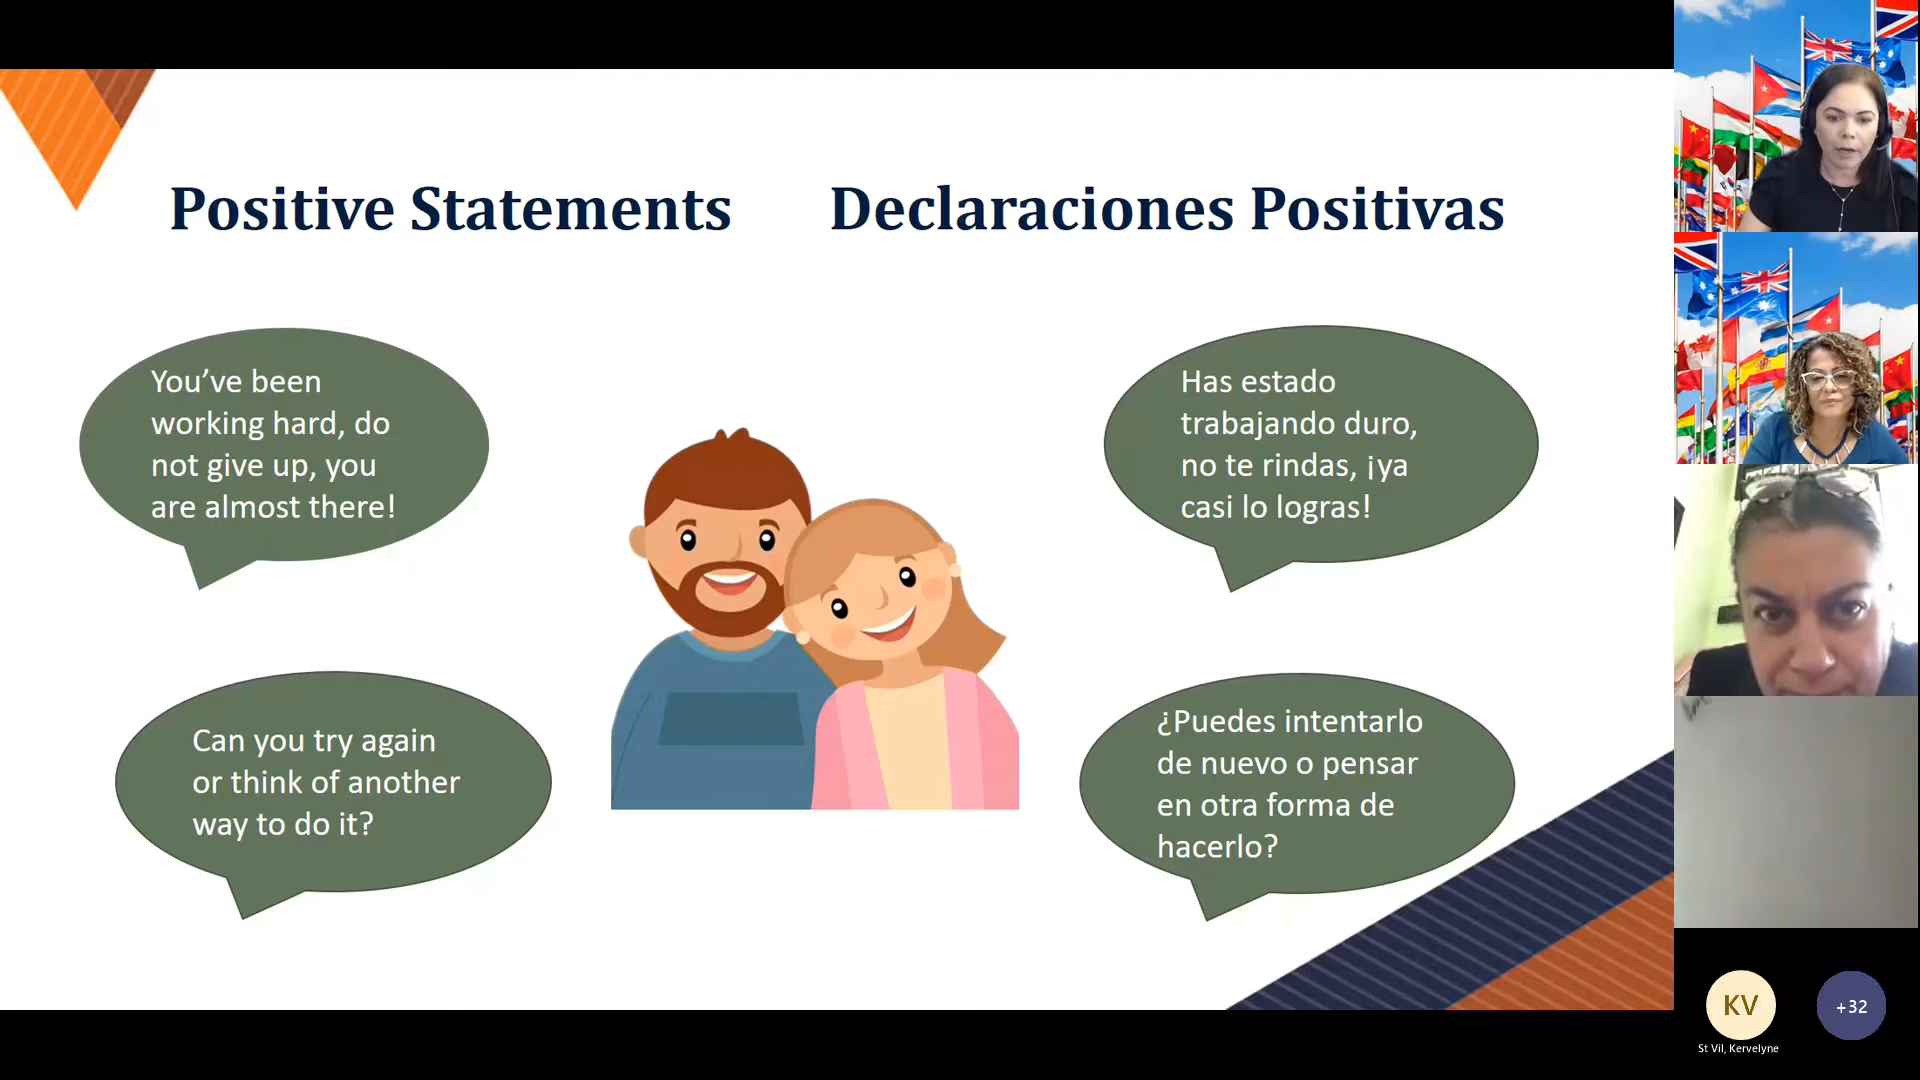 Positive Statements
Declaraciones Positivas
You’ve been
working hard, do
not give up, you
are almost there!
Has estado
trabajando duro,
no te rindas, ¡ya
casi lo logras!
Can you try again
or think of another
way to do it?
¿Puedes intentarlo
de nuevo o pensar
en otra forma de
hacerlo?
KV
+32
St Vil, Kervelyne